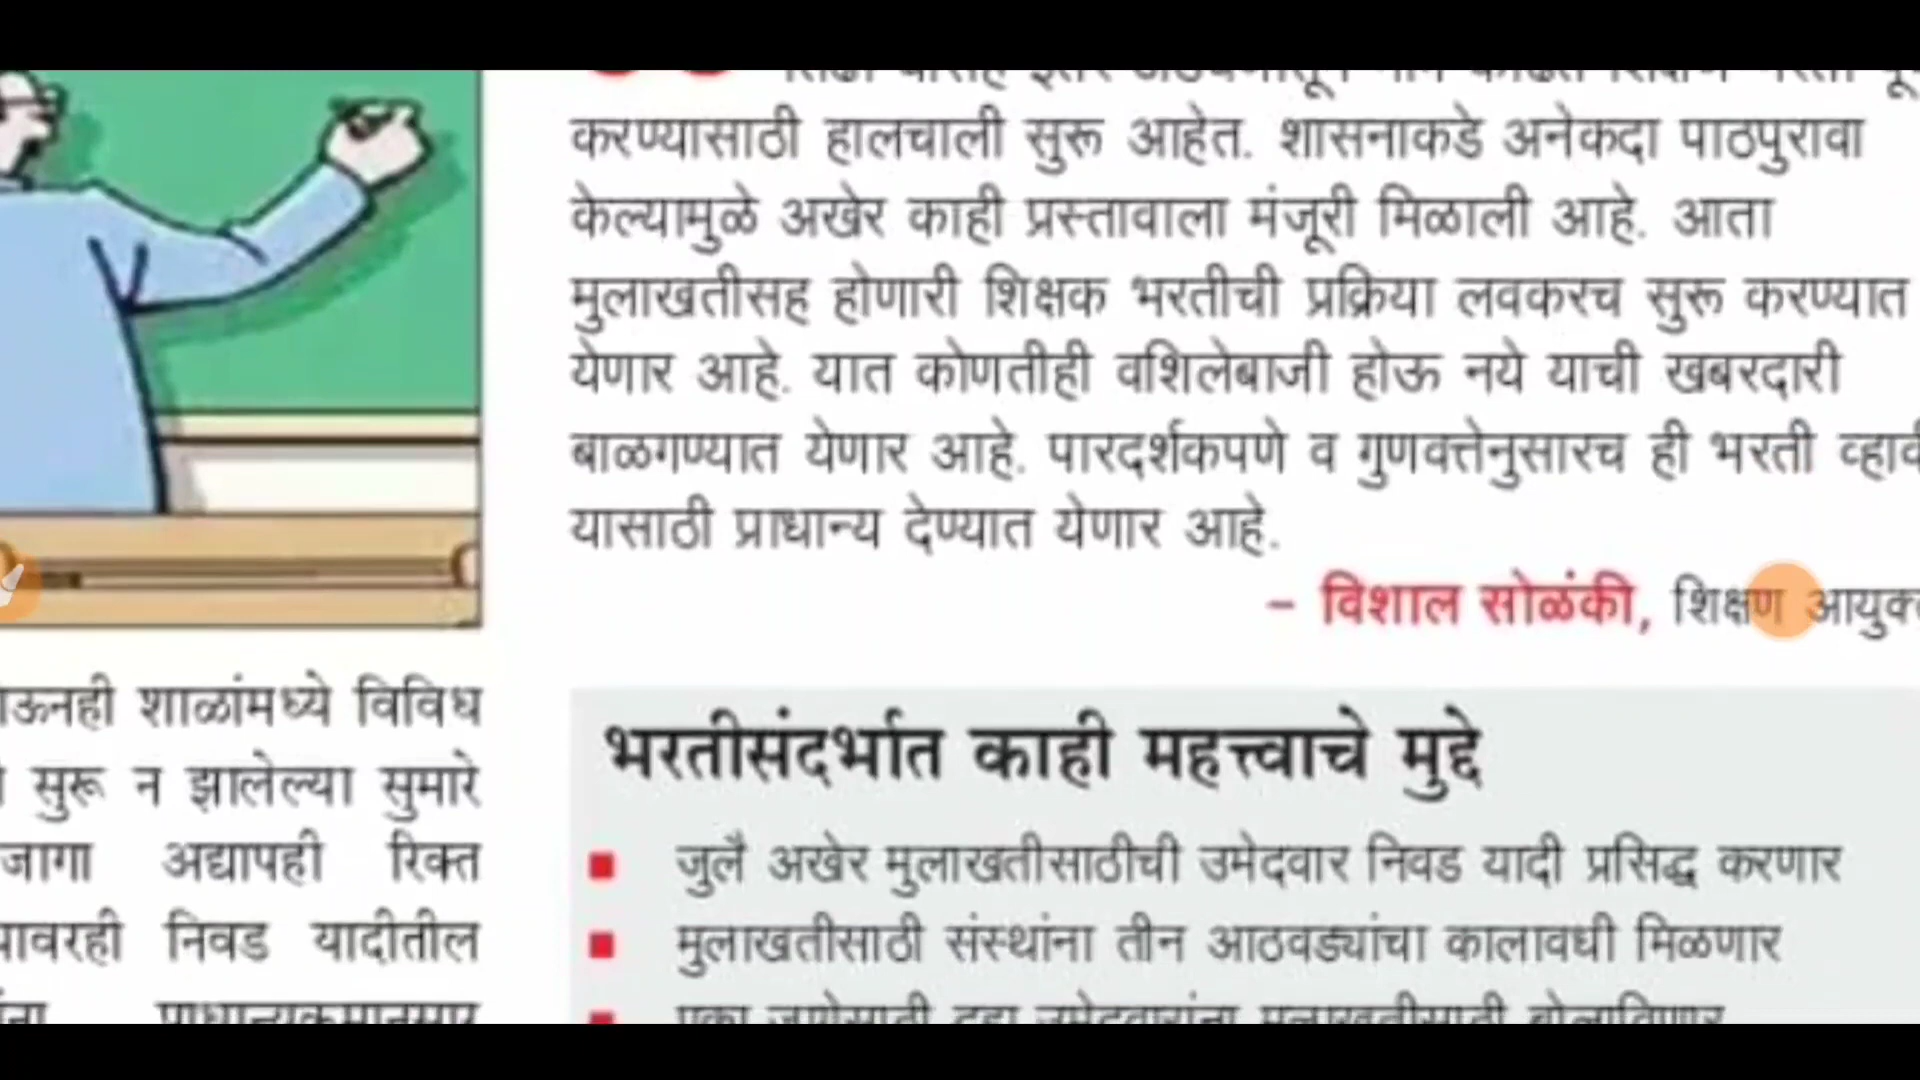 करण्यासाठी हालचाली सुरू आहेत. शासनाकडे अनेकदा पाठपुरावा
केल्यामुळे अखेर काही प्रस्तावाला मंजूरी मिळाली आहे. आता
मुलाखतीसह होणारी शिक्षक भरतीची प्रक्रिया लवकरच सुरू करण्यात
येणार आहे. यात कोणतीही वशिलेबाजी होऊ नये याची खबरदारी
बाळगण्यात येणार आहे. पारदर्शकपणे व गुणवत्तेनुसारच ही भरती
यासाठी प्राधान्य देण्यात येणार आहे.
– विशाल सोळंकी, शिक्षण
शाळांमध्ये विविध
सुरू न झालेल्या सुमारे
जागा अद्यापही रिक्त
निवड यादीतील
भरतीसंदर्भात काही महत्त्वाचे मुद्दे
जुलै अखेर मुलाखतीसाठीची उमेदवार निवड यादी प्रसिद्ध करणार
मुलाखतीसाठी संस्थांना तीन आठवड्यांचा कालावधी मिळणार